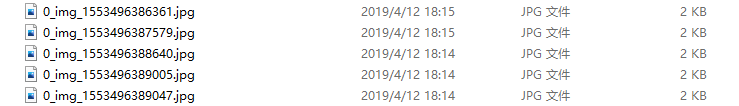 0_img_1553496386361.jpg 2019/4/12 18:15 JPG 文件 2 KB
0_img_1553496387579.jpg 2019/4/12 18:15 JPG 文件 2 KB
0_img_1553496388640.jpg 2019/4/12 18:14 JPG 文件 2 KB
0_img_1553496389005.jpg 2019/4/12 18:14 JPG 文件 2 KB
0_img_1553496389047.jpg 2019/4/12 18:14 JPG 文件 2 KB